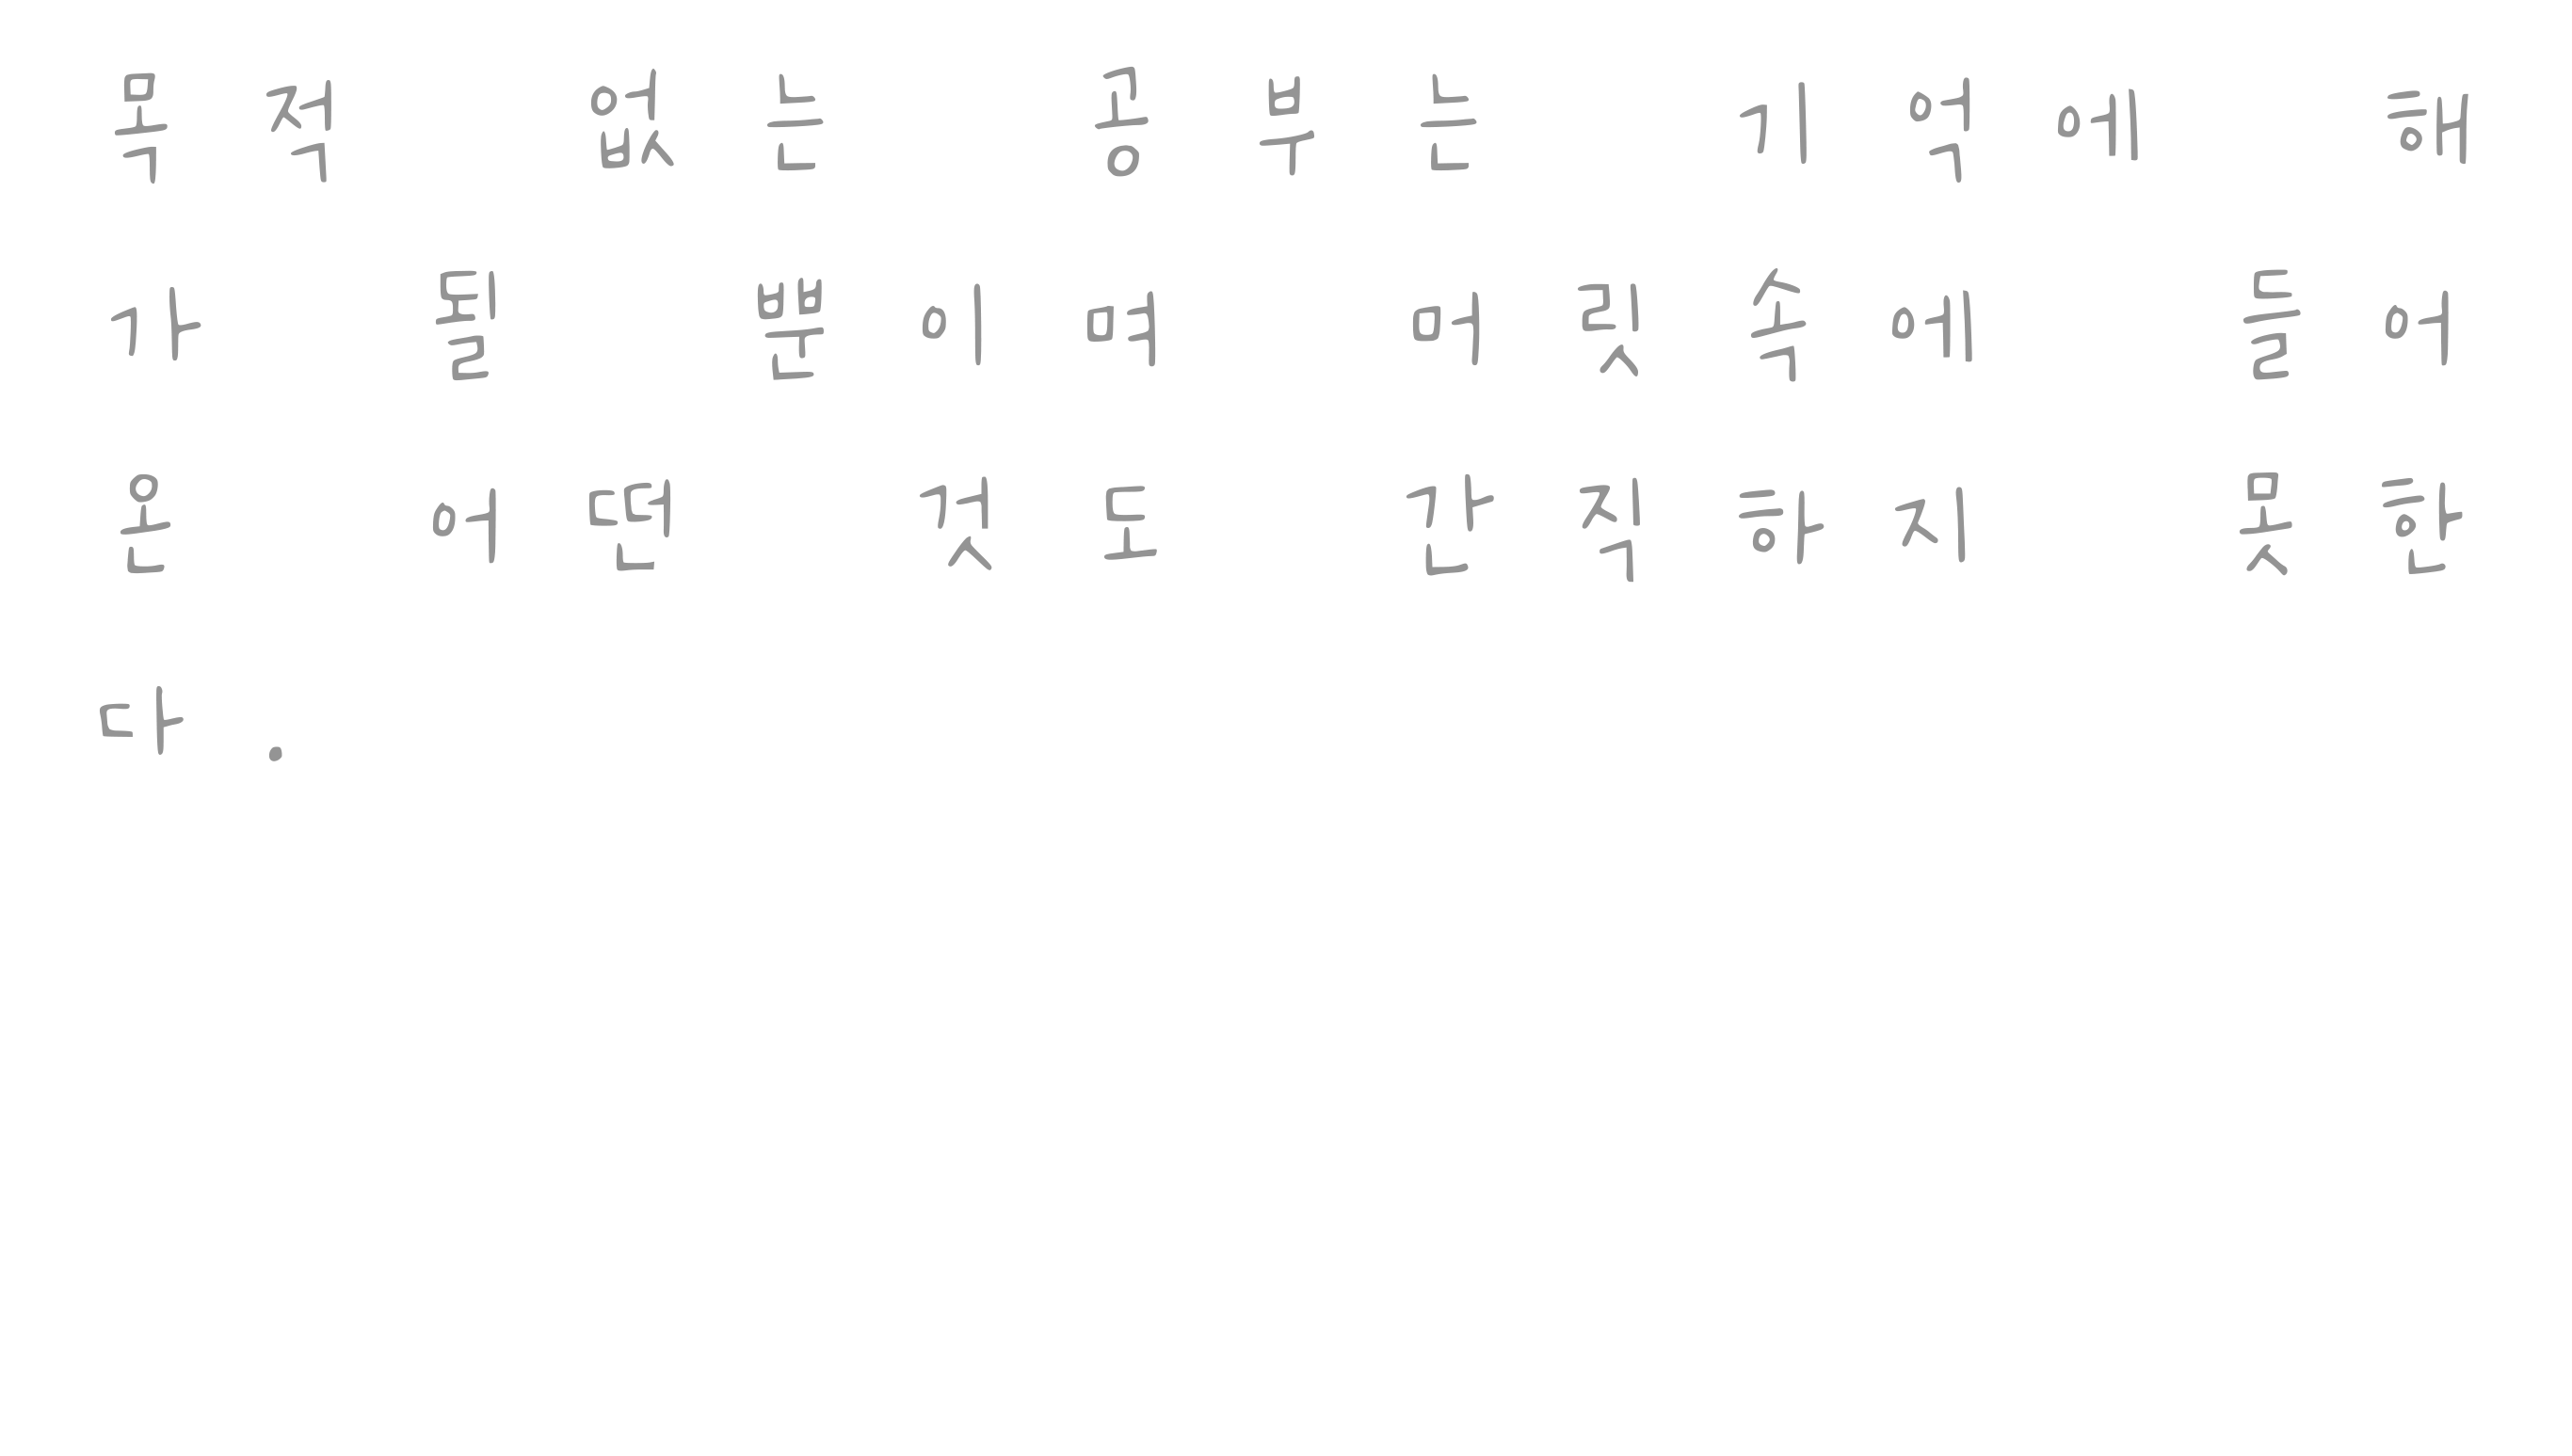 목적 없는 공부는 기억에 해
가 될 뿐이며 머릿속에 들어
온 어떤 것도 간직하지 못한
다.